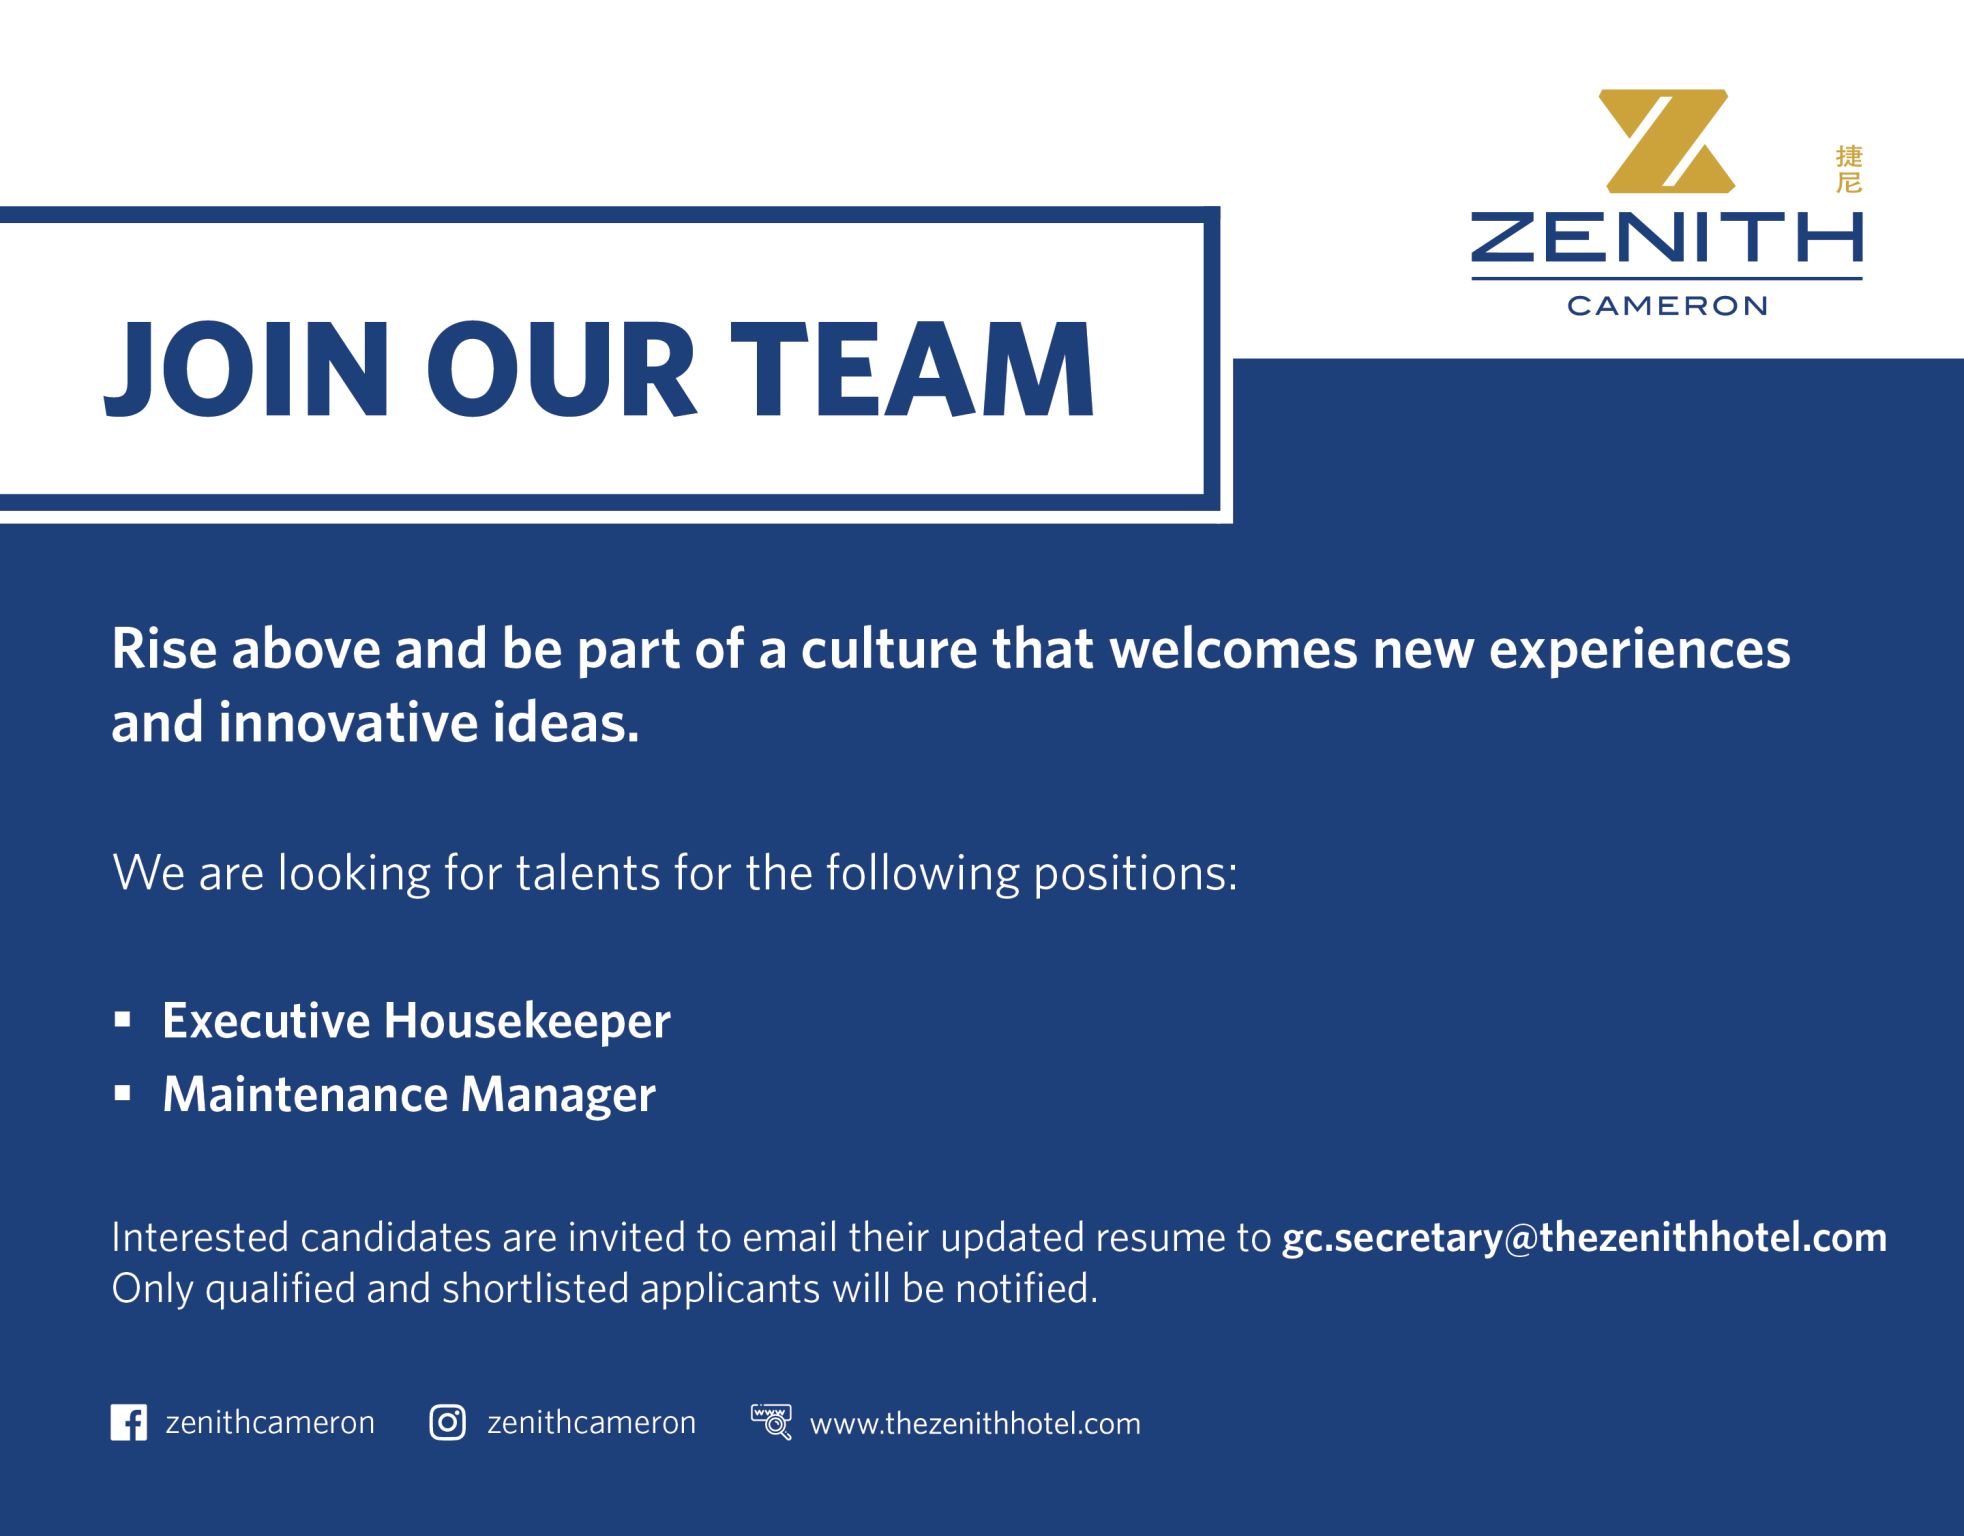 捷
尼
ZENITH
CAMERON
JOIN OUR TEAM
Rise above and be part of a culture that welcomes new experiences
and innovative ideas.
We are looking for talents for the following positions:
▪ Executive Housekeeper
▪ Maintenance Manager
Interested candidates are invited to email their updated resume to gc.secretary@thezenithhotel.com
Only qualified and shortlisted applicants will be notified.
zenithcameron zenithcameron www www.thezenithhotel.com